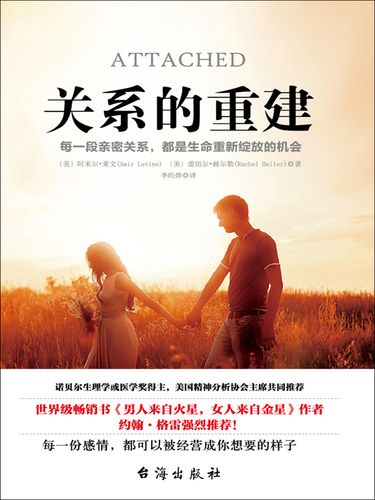 ATTACHED
关系的重建
每一段亲密关系，都是生命重新绽放的机会
（美）阿米尔·莱文(Amir Levine) （美）蕾切尔·赫尔勒(Rachel Heller) 著
李昀烨 译
诺贝尔生理学或医学奖得主，美国精神分析协会主席共同推荐
世界级畅销书《男人来自火星，女人来自金星》作者
约翰·格雷强烈推荐！
每一份感情，都可以被经营成你想要的样子
台海出版社